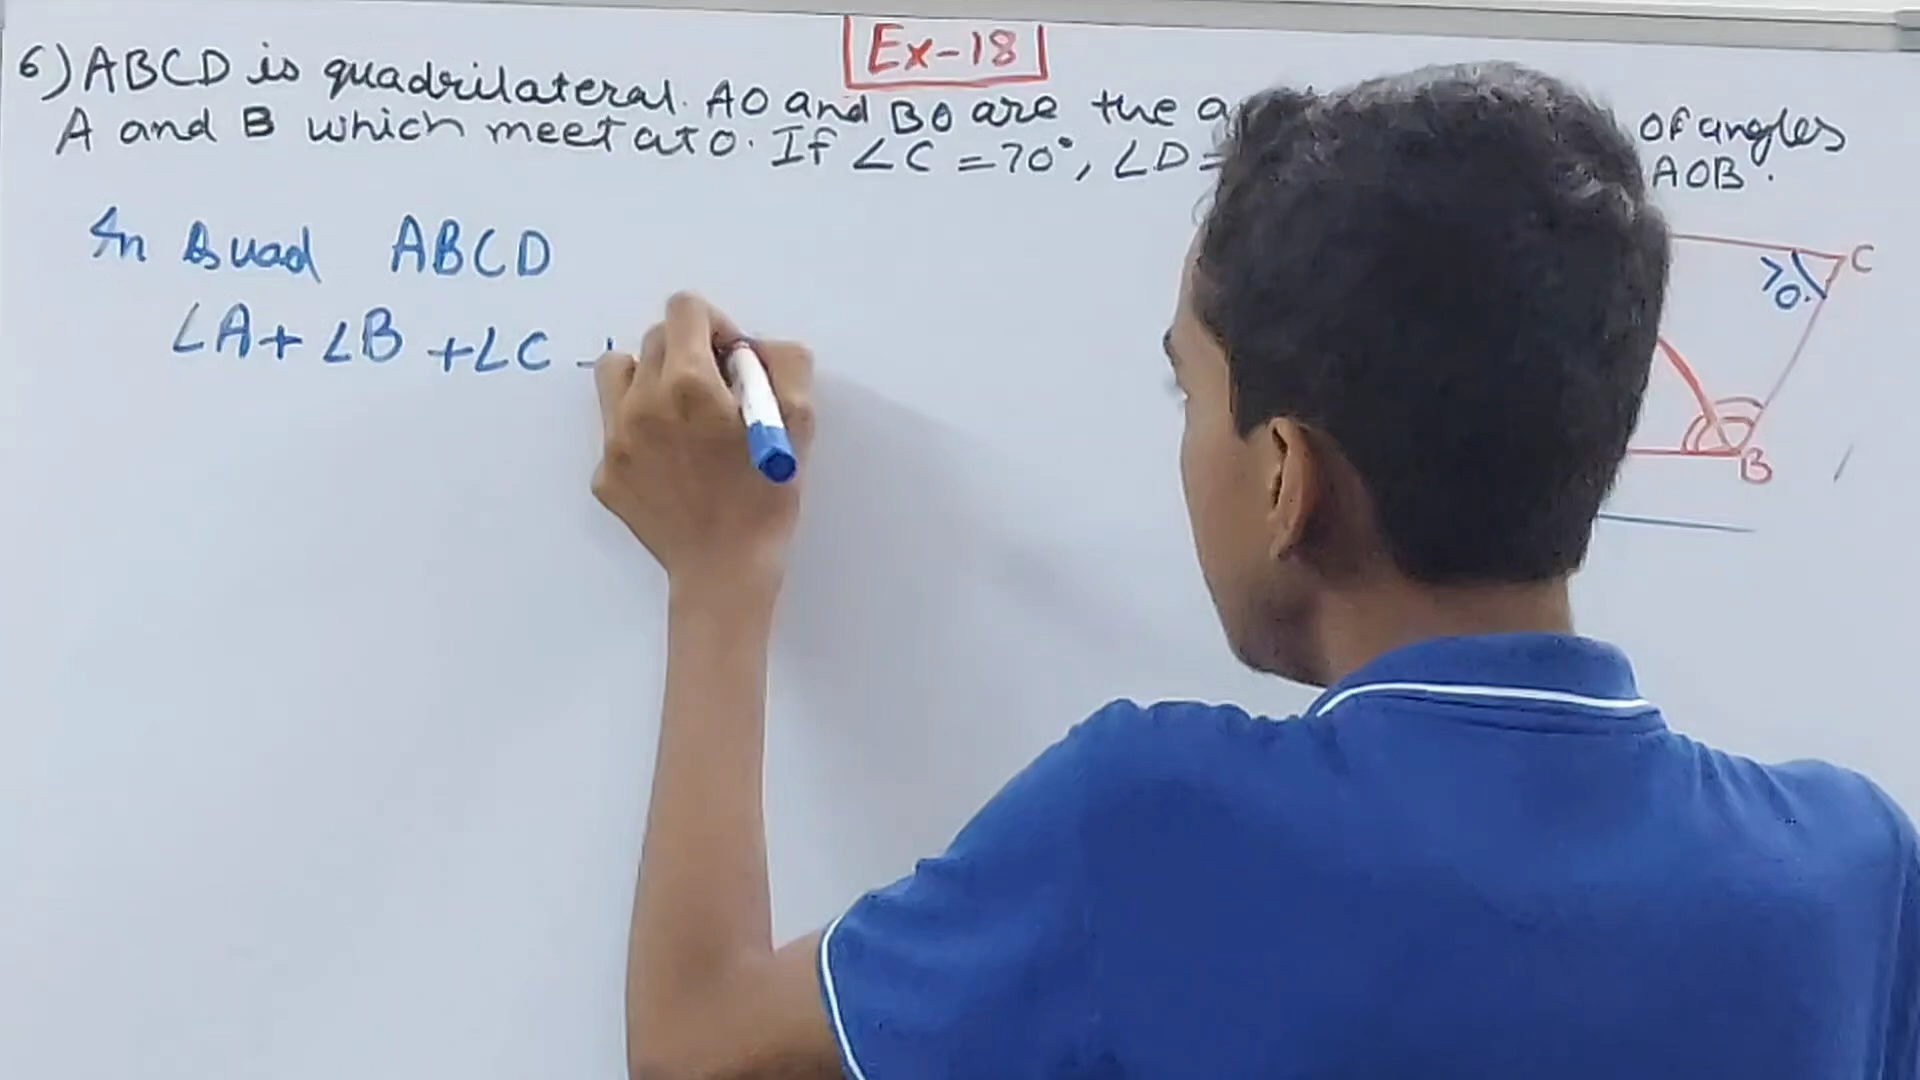 Ex-18
6) ABCD is quadrilateral. AO and BO are the a of angles
A and B which meet at O. If ∠C = 70°, ∠D = AOB.
In Quad ABCD
∠A + ∠B + ∠C +
C
70°
B